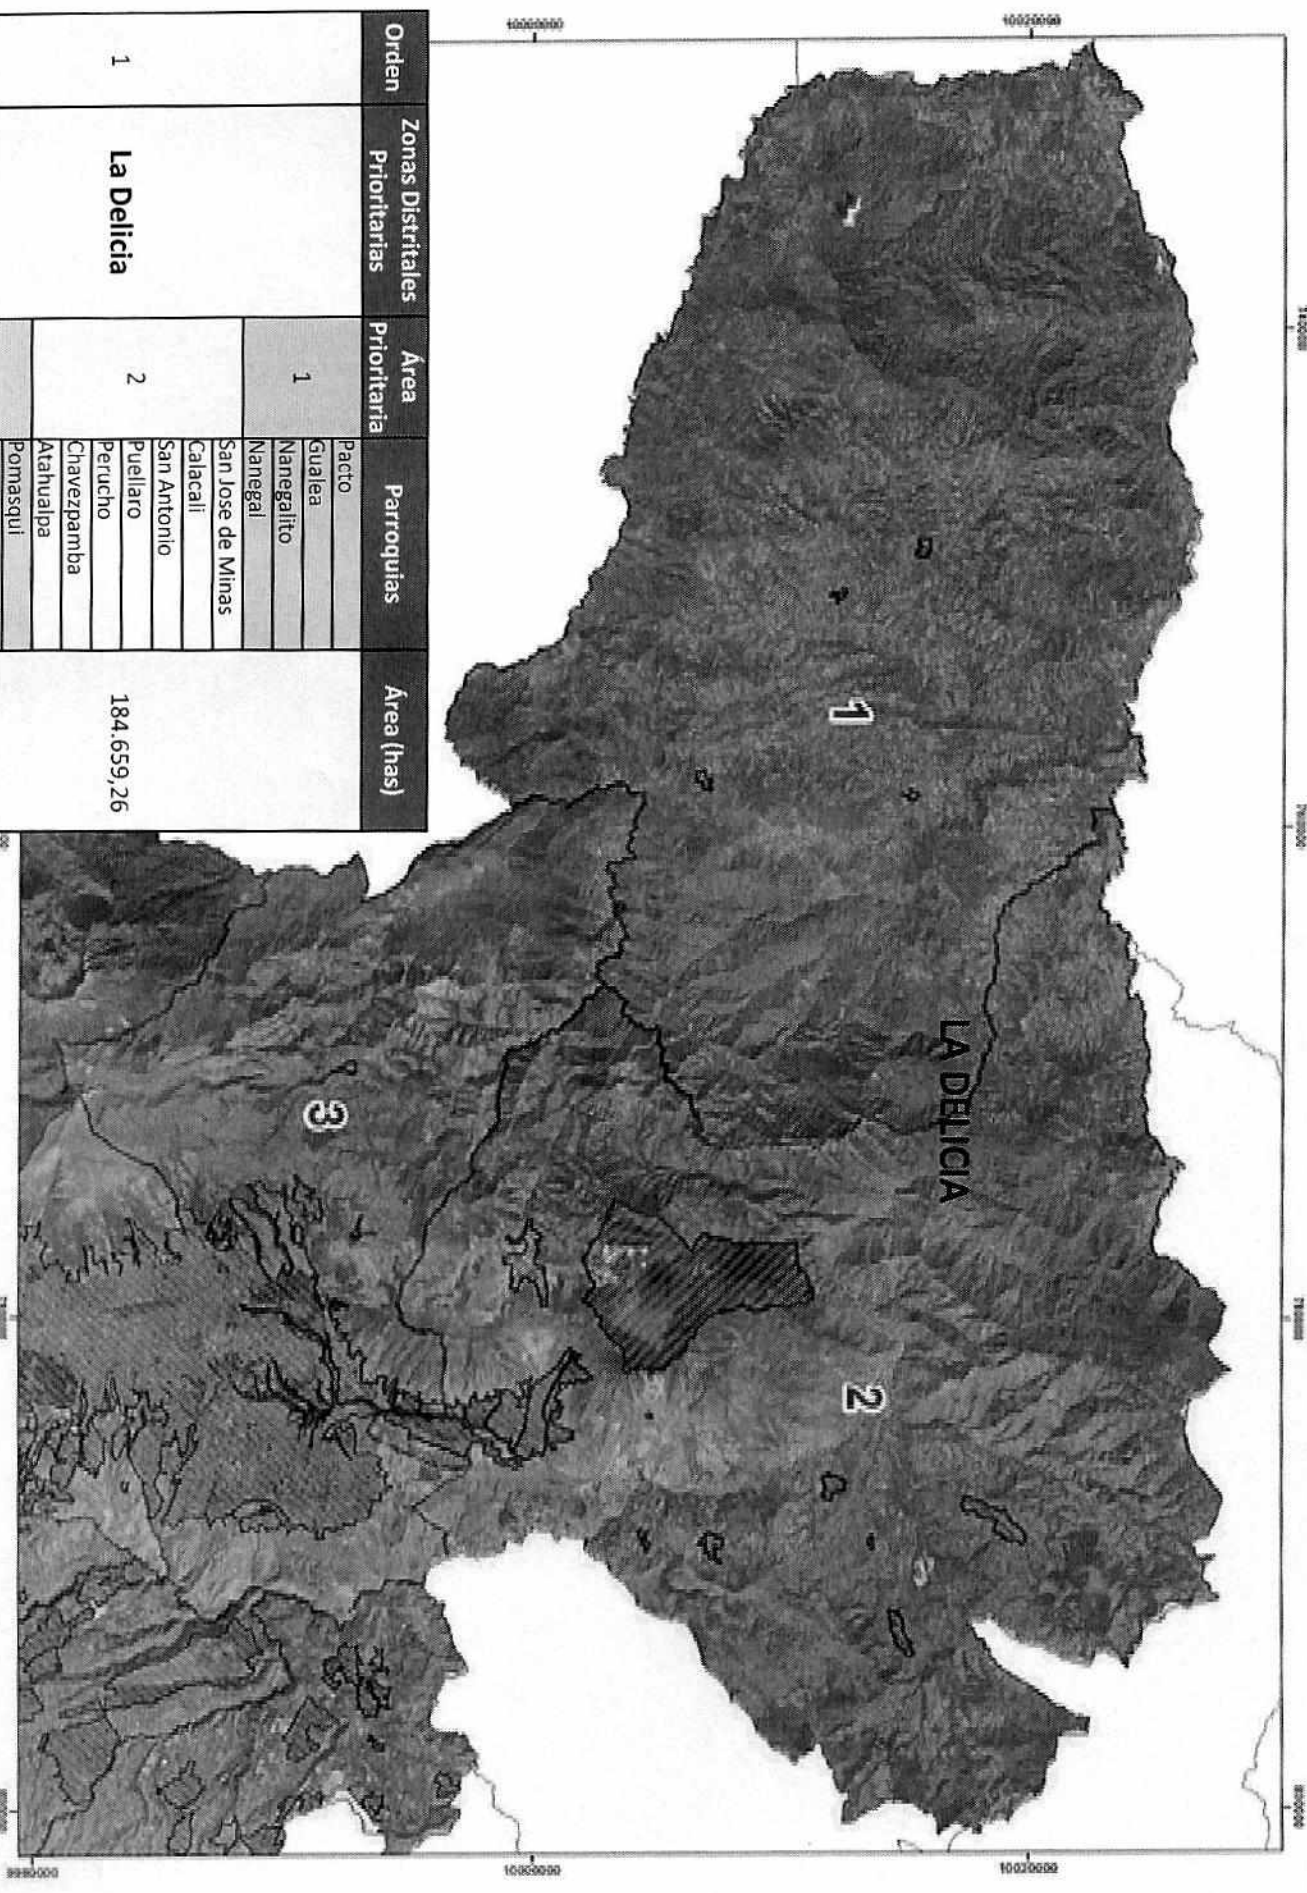 10000000
10020000
LA DELICIA
1
2
3
9980000
10000000
10020000
Orden
Zonas Distritales
Prioritarias
Área
Prioritaria
Parroquias
Área (has)
1
La Delicia
1
Pacto
Gualea
Nanegalito
Nanegal
2
San Jose de Minas
Calacali
San Antonio
Puellaro
Perucho
Chavezpamba
Atahualpa
Pomasqui
184.659,26